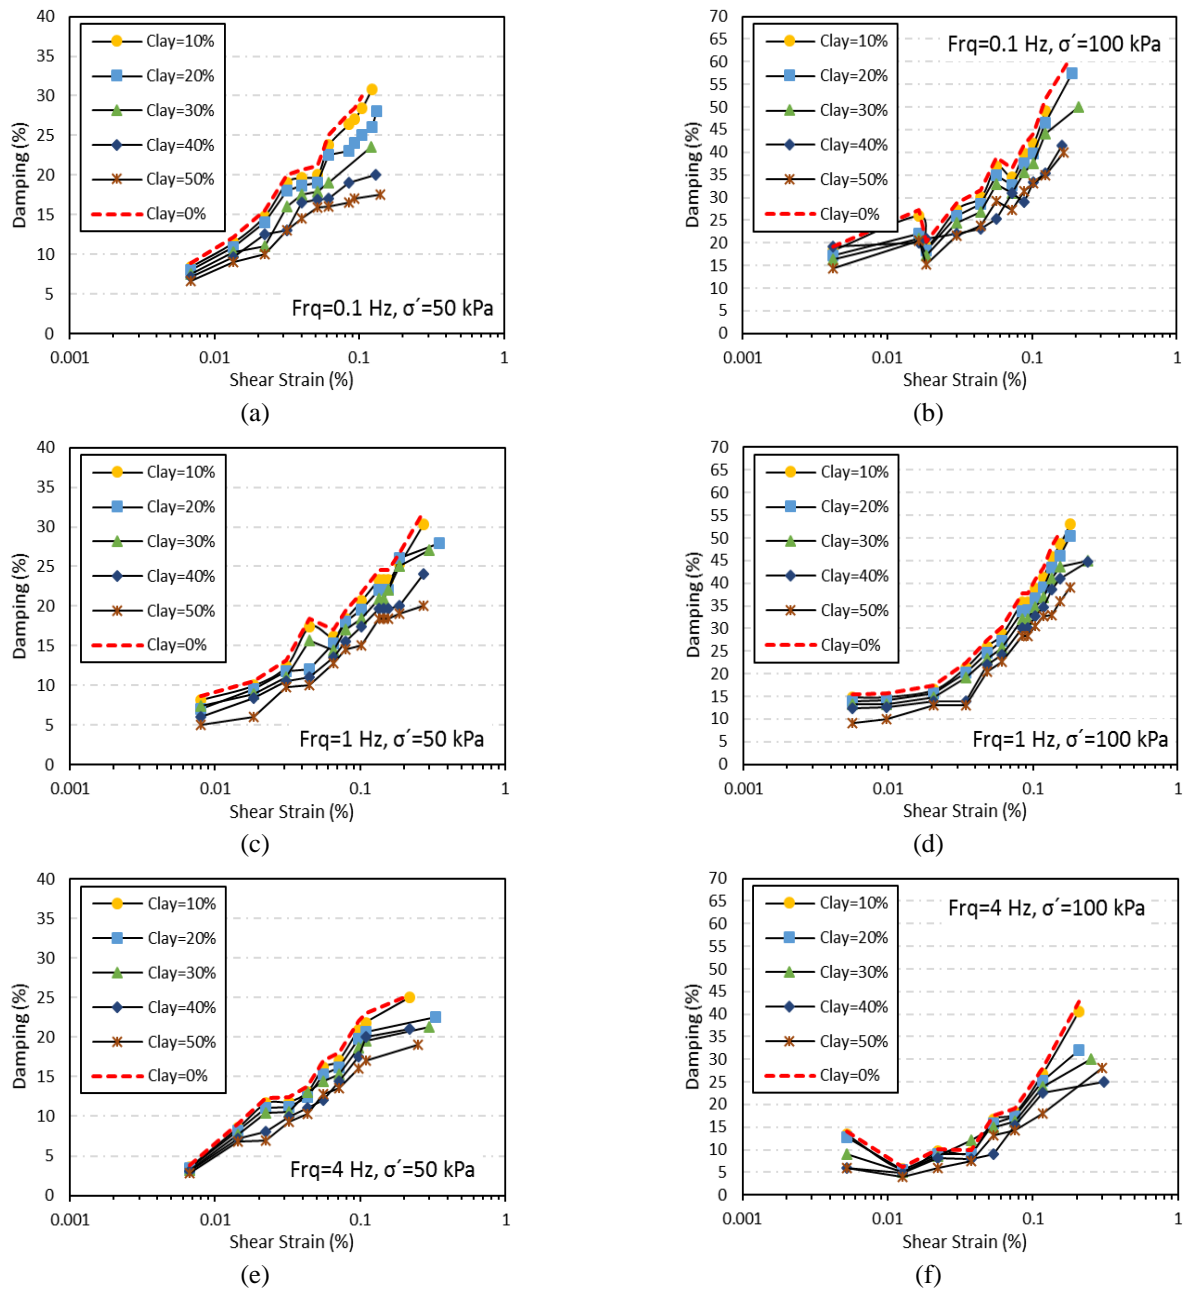 40
35
30
25
20
15
10
5
0
Damping (%)
Clay=10%
Clay=20%
Clay=30%
Clay=40%
Clay=50%
Clay=0%
Frq=0.1 Hz, σ´=50 kPa
0.001 0.01 0.1 1
Shear Strain (%)
(a)
70
65
60
55
50
45
40
35
30
25
20
15
10
5
0
Damping (%)
Clay=10%
Clay=20%
Clay=30%
Clay=40%
Clay=50%
Clay=0%
Frq=0.1 Hz, σ´=100 kPa
0.001 0.01 0.1 1
Shear Strain (%)
(b)
40
35
30
25
20
15
10
5
0
Damping (%)
Clay=10%
Clay=20%
Clay=30%
Clay=40%
Clay=50%
Clay=0%
Frq=1 Hz, σ´=50 kPa
0.001 0.01 0.1 1
Shear Strain (%)
(c)
70
65
60
55
50
45
40
35
30
25
20
15
10
5
0
Damping (%)
Clay=10%
Clay=20%
Clay=30%
Clay=40%
Clay=50%
Clay=0%
Frq=1 Hz, σ´=100 kPa
0.001 0.01 0.1 1
Shear Strain (%)
(d)
40
35
30
25
20
15
10
5
0
Damping (%)
Clay=10%
Clay=20%
Clay=30%
Clay=40%
Clay=50%
Clay=0%
Frq=4 Hz, σ´=50 kPa
0.001 0.01 0.1 1
Shear Strain (%)
(e)
70
65
60
55
50
45
40
35
30
25
20
15
10
5
0
Damping (%)
Clay=10%
Clay=20%
Clay=30%
Clay=40%
Clay=50%
Clay=0%
Frq=4 Hz, σ´=100 kPa
0.001 0.01 0.1 1
Shear Strain (%)
(f)